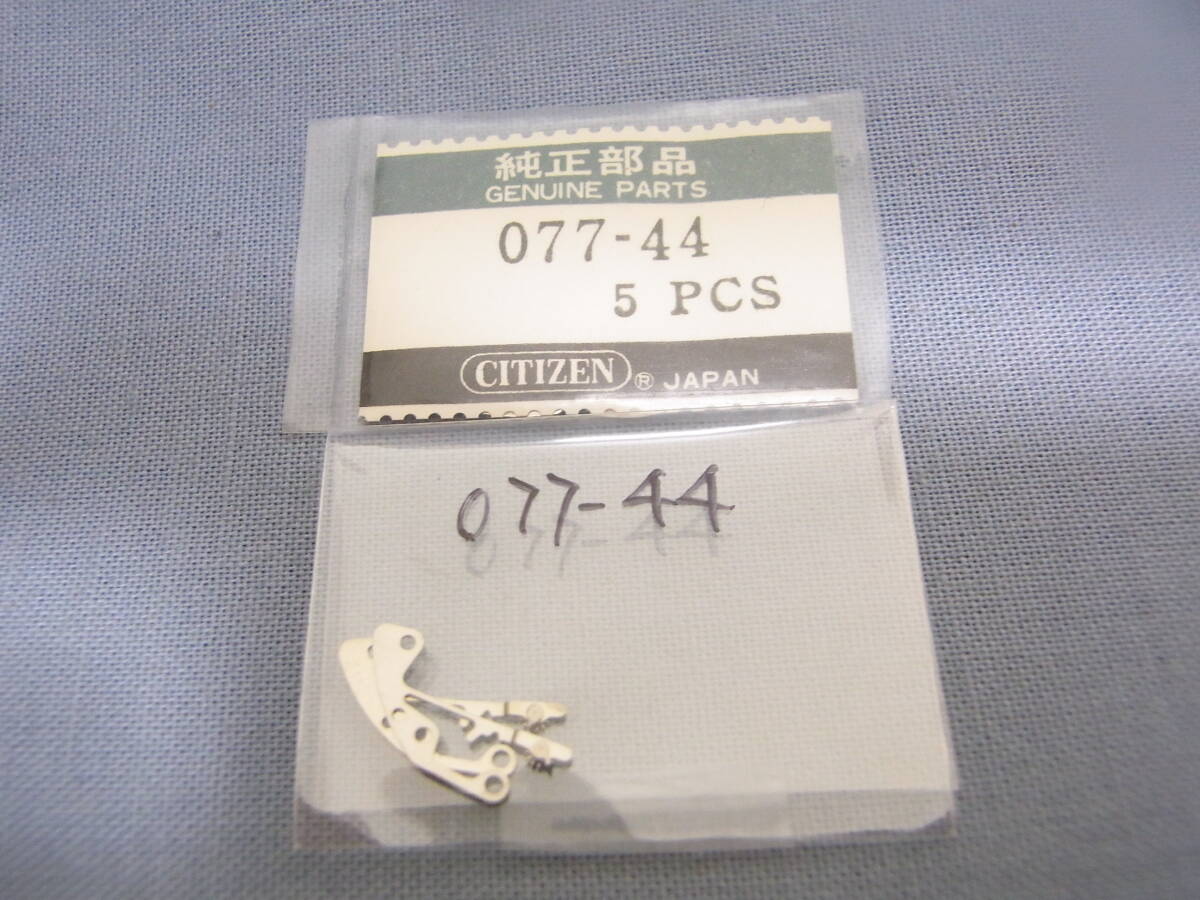 純正部品
GENUINE PARTS
077-44
5 PCS
CITIZEN ® JAPAN
077-44